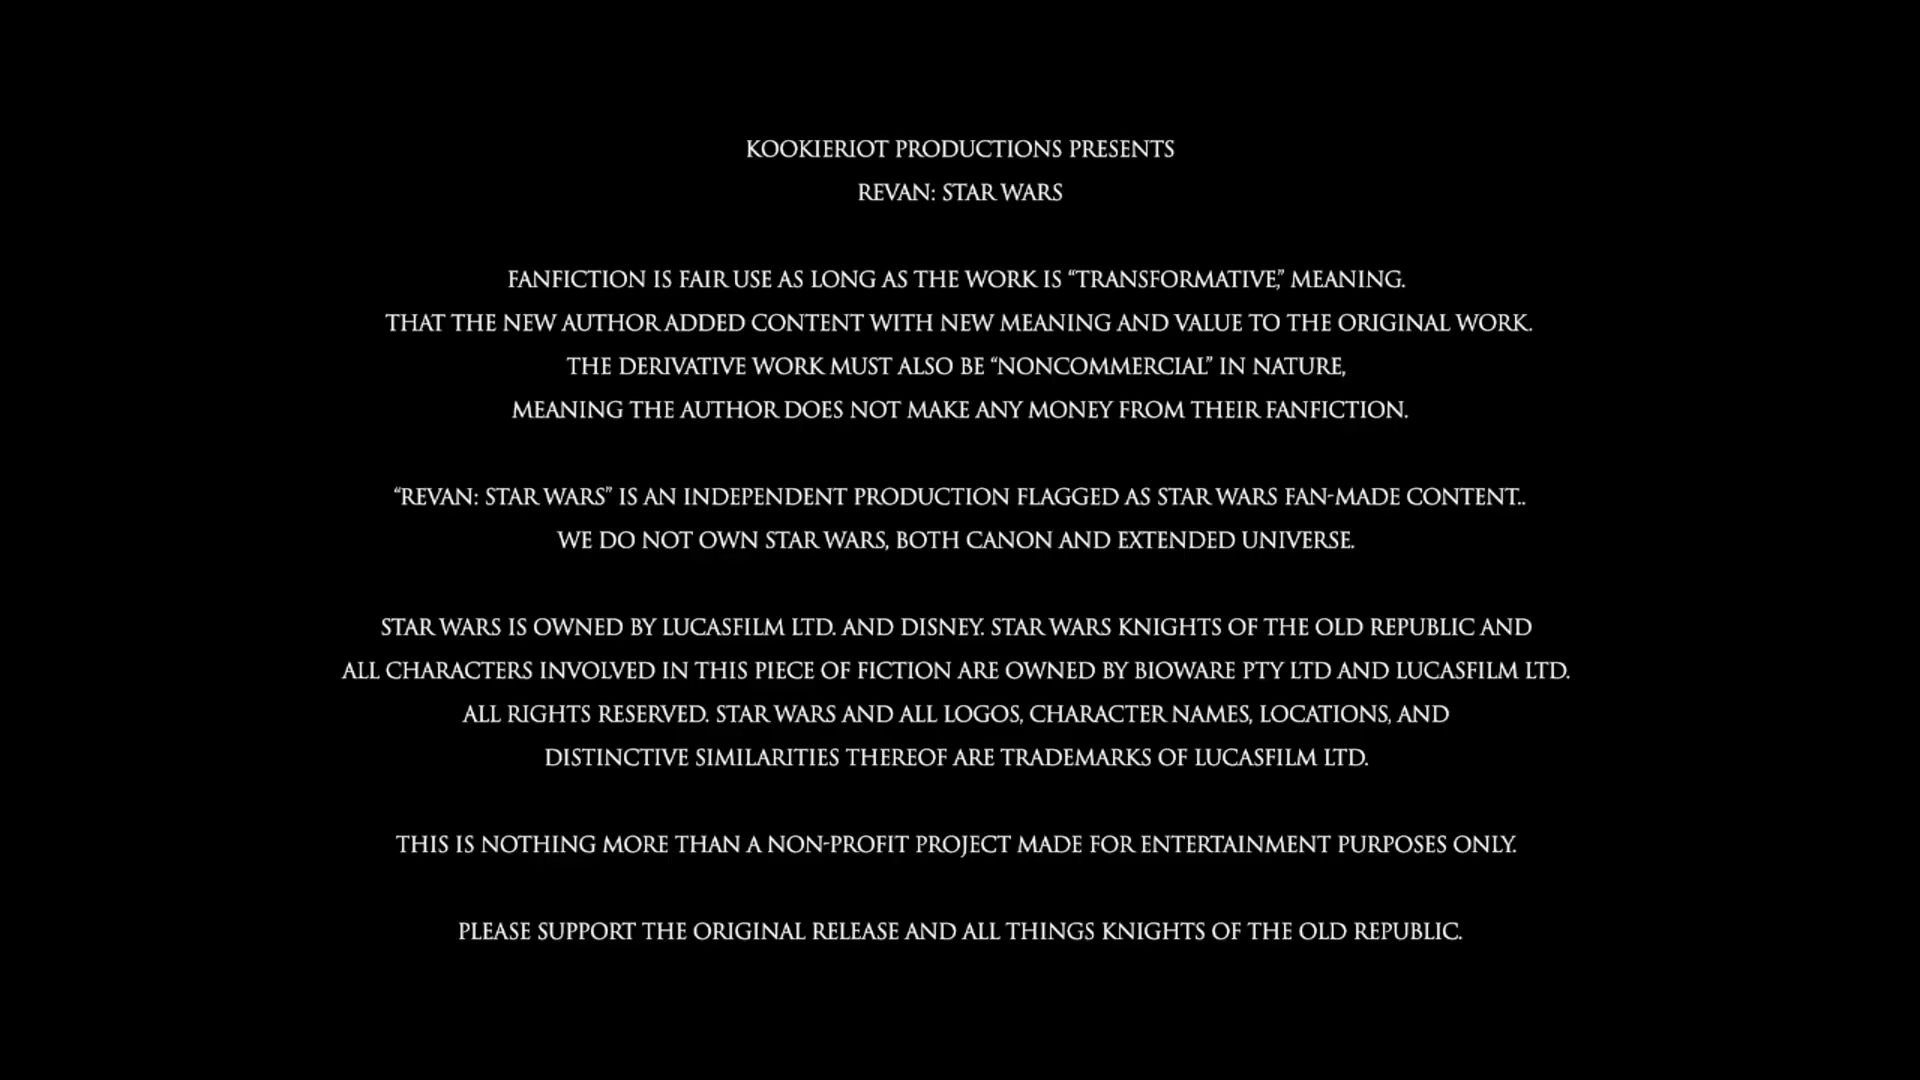 KOOKIERIOT PRODUCTIONS PRESENTS
REVAN: STAR WARS
FANFICTION IS FAIR USE AS LONG AS THE WORK IS “TRANSFORMATIVE,” MEANING.
THAT THE NEW AUTHOR ADDED CONTENT WITH NEW MEANING AND VALUE TO THE ORIGINAL WORK.
THE DERIVATIVE WORK MUST ALSO BE “NONCOMMERCIAL” IN NATURE,
MEANING THE AUTHOR DOES NOT MAKE ANY MONEY FROM THEIR FANFICTION.
“REVAN: STAR WARS” IS AN INDEPENDENT PRODUCTION FLAGGED AS STAR WARS FAN-MADE CONTENT..
WE DO NOT OWN STAR WARS, BOTH CANON AND EXTENDED UNIVERSE.
STAR WARS IS OWNED BY LUCASFILM LTD. AND DISNEY. STAR WARS KNIGHTS OF THE OLD REPUBLIC AND
ALL CHARACTERS INVOLVED IN THIS PIECE OF FICTION ARE OWNED BY BIOWARE PTY LTD AND LUCASFILM LTD.
ALL RIGHTS RESERVED. STAR WARS AND ALL LOGOS, CHARACTER NAMES, LOCATIONS, AND
DISTINCTIVE SIMILARITIES THEREOF ARE TRADEMARKS OF LUCASFILM LTD.
THIS IS NOTHING MORE THAN A NON-PROFIT PROJECT MADE FOR ENTERTAINMENT PURPOSES ONLY.
PLEASE SUPPORT THE ORIGINAL RELEASE AND ALL THINGS KNIGHTS OF THE OLD REPUBLIC.